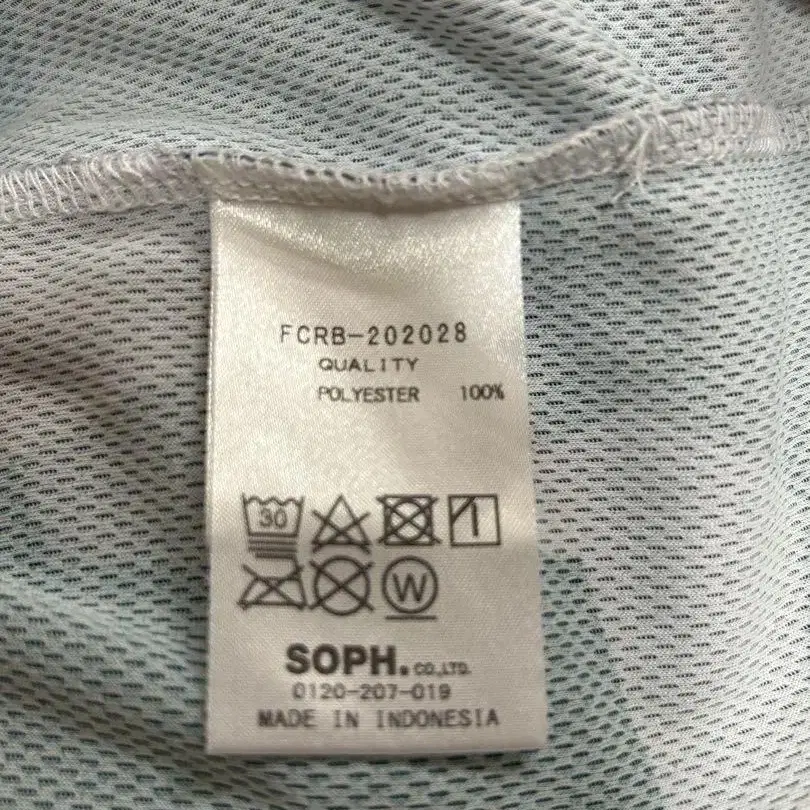 FCRB-202028
QUALITY
POLYESTER 100%
30
W
SOPH.CO.,LTD.
0120-207-019
MADE IN INDONESIA